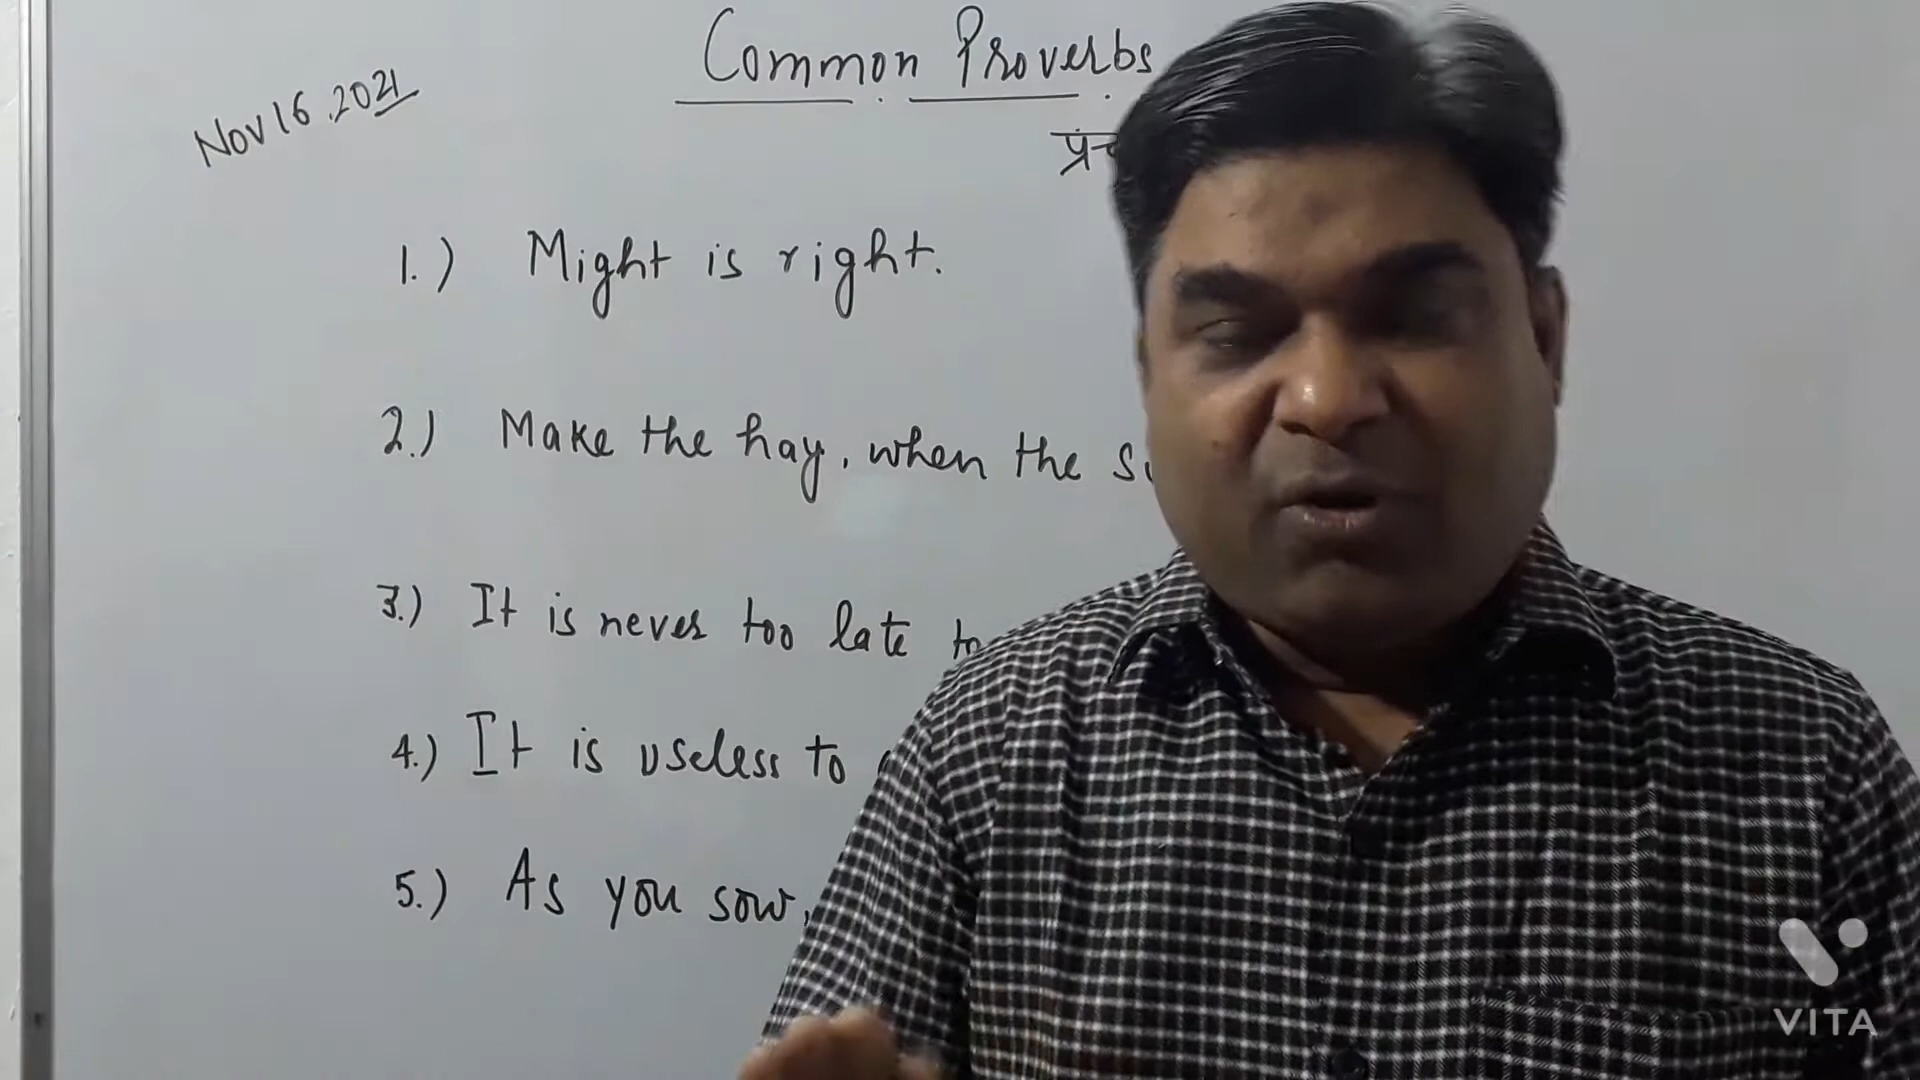 Common Proverbs
Nov 16, 2021
1.) Might is right.
2.) Make the hay, when the
3.) It is never too late to
4.) It is useless to
5.) As you sow,
VITA